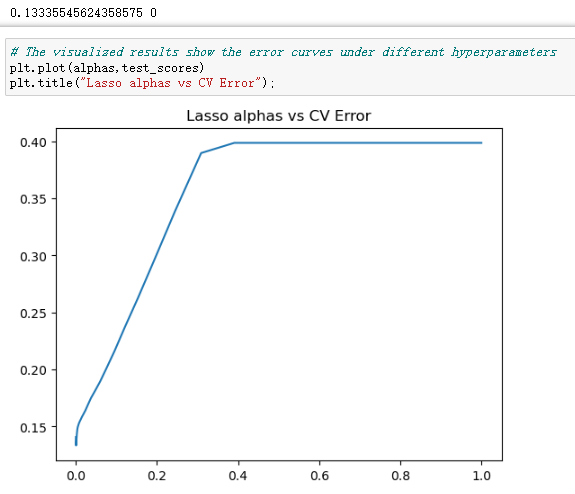 0.13335545624358575 0
# The visualized results show the error curves under different hyperparameters
plt.plot(alphas,test_scores)
plt.title("Lasso alphas vs CV Error");
Lasso alphas vs CV Error
0.40
0.35
0.30
0.25
0.20
0.15
0.0 0.2 0.4 0.6 0.8 1.0